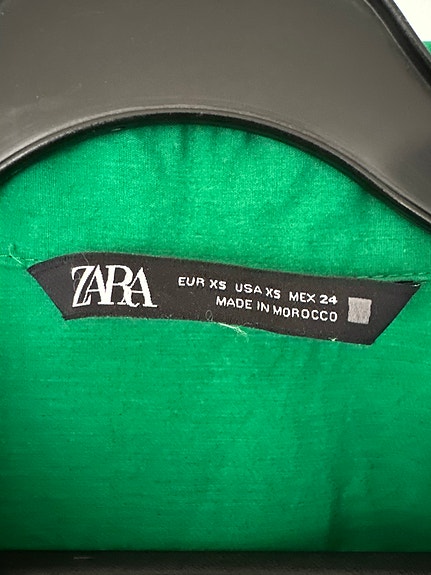 ZARA
EUR XS USA XS MEX 24
MADE IN MOROCCO